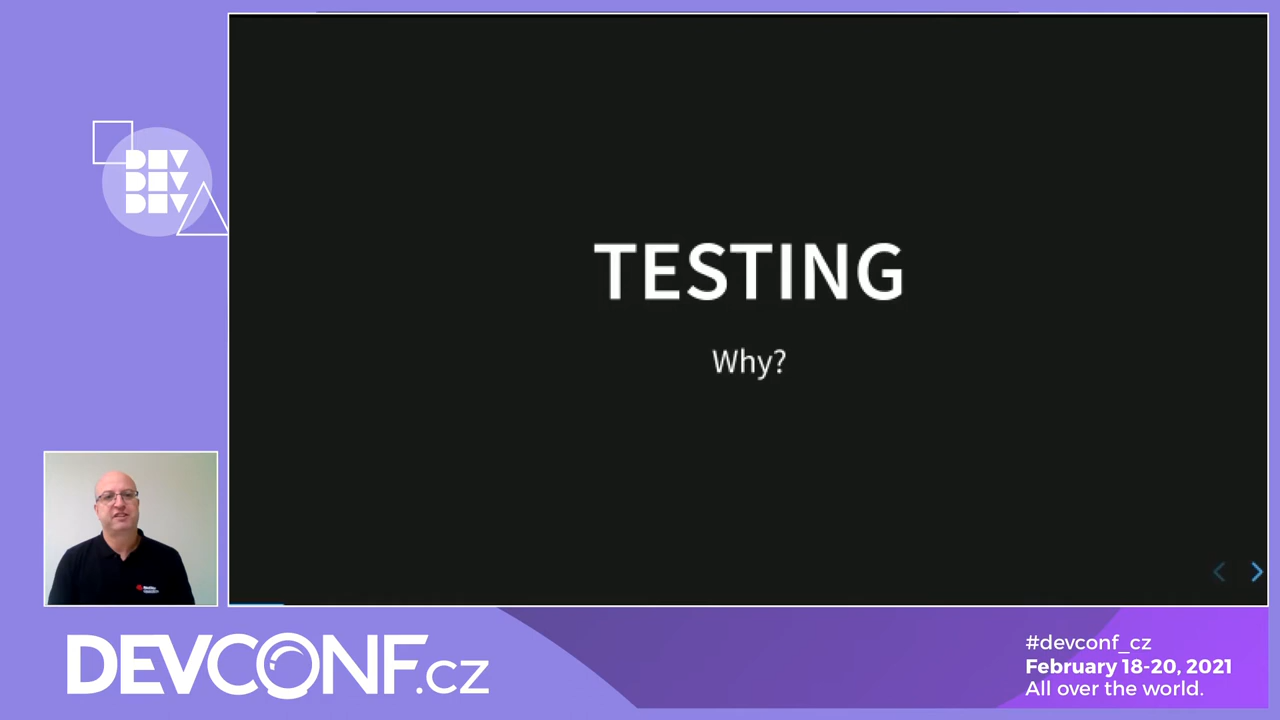 DEV
DEV
DEV
TESTING
Why?
DEVCONF.cz
#devconf_cz
February 18-20, 2021
All over the world.